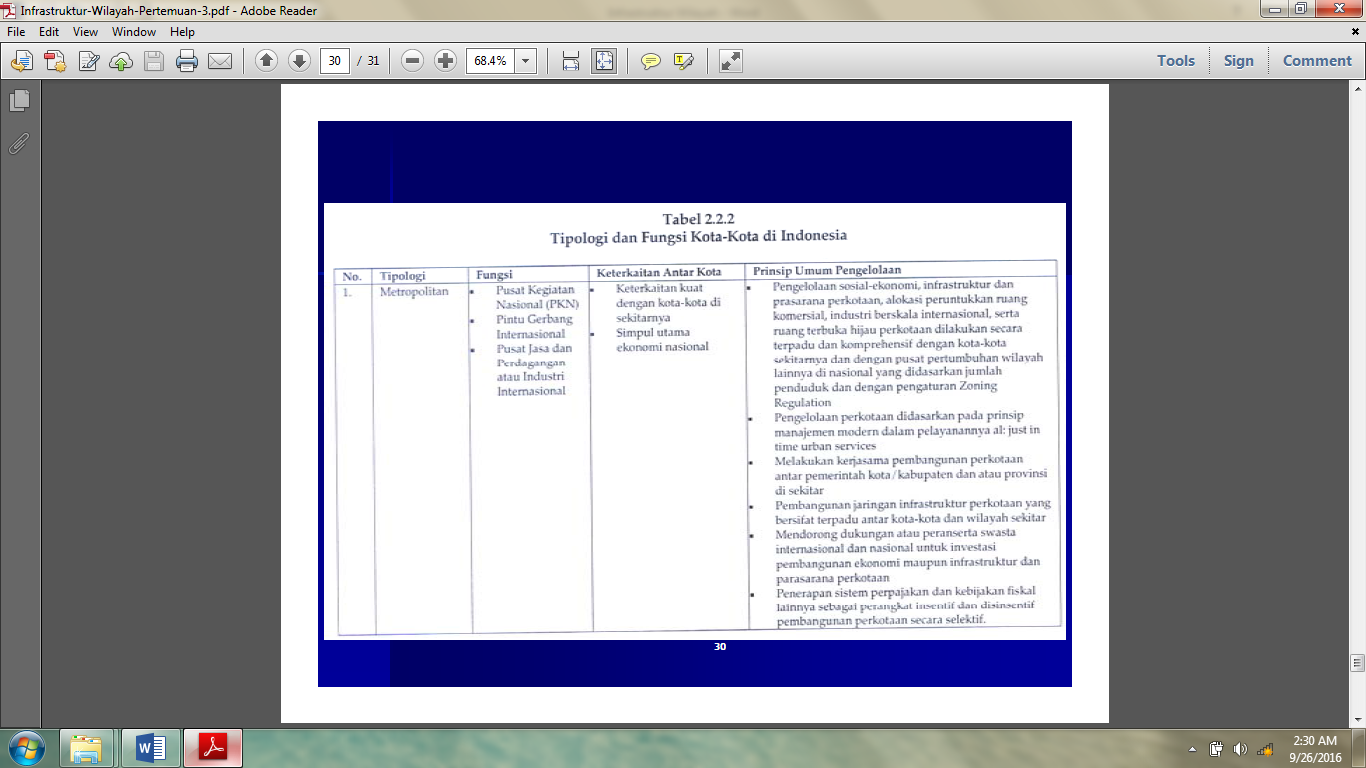 Infrastruktur-Wilayah-Pertemuan-3.pdf - Adobe Reader
File Edit View Window Help
30 / 31
68.4%
Tools Sign Comment
Tabel 2.2.2
Tipologi dan Fungsi Kota-Kota di Indonesia
No. Tipologi Fungsi Keterkaitan Antar Kota Prinsip Umum Pengelolaan
1. Metropolitan
• Pusat Kegiatan
Nasional (PKN)
• Pintu Gerbang
Internasional
• Pusat Jasa dan
Perdagangan
atau Industri
Internasional
• Keterkaitan kuat
dengan kota-kota di
sekitarnya
• Simpul utama
ekonomi nasional
• Pengelolaan sosial-ekonomi, infrastruktur dan
prasarana perkotaan, alokasi peruntukkan ruang
komersial, industri berskala internasional, serta
ruang terbuka hijau perkotaan dilakukan secara
terpadu dan komprehensif dengan kota-kota
sekitarnya dan dengan pusat pertumbuhan wilayah
lainnya di nasional yang didasarkan jumlah
penduduk dan dengan pengaturan Zoning
Regulation
• Pengelolaan perkotaan didasarkan pada prinsip
manajemen modern dalam pelayanannya al: just in
time urban services
• Melakukan kerjasama pembangunan perkotaan
antar pemerintah kota/kabupaten dan atau provinsi
di sekitar
• Pembangunan jaringan infrastruktur perkotaan yang
bersifat terpadu antar kota-kota dan wilayah sekitar
• Mendorong dukungan atau peranserta swasta
internasional dan nasional untuk investasi
pembangunan ekonomi maupun infrastruktur dan
parasarana perkotaan
• Penerapan sistem perpajakan dan kebijakan fiskal
lainnya sebagai perangkat insentif dan disinsentif
pembangunan perkotaan secara selektif.
30
2:30 AM
9/26/2016